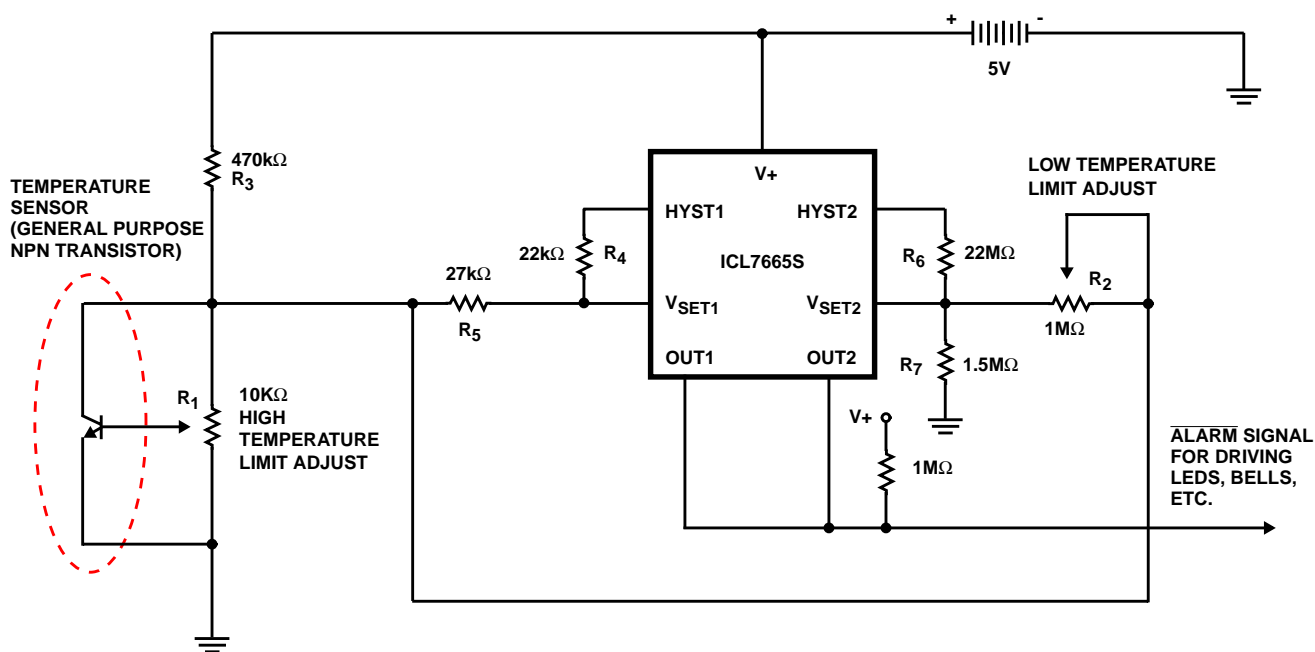 + -
5V
470kΩ
R3
TEMPERATURE
SENSOR
(GENERAL PURPOSE
NPN TRANSISTOR)
LOW TEMPERATURE
LIMIT ADJUST
V+
HYST1
HYST2
22kΩ
R4
ICL7665S
R6
22MΩ
27kΩ
R5
VSET1
VSET2
R2
1MΩ
OUT1
OUT2
R7
1.5MΩ
R1
10KΩ
HIGH
TEMPERATURE
LIMIT ADJUST
V+
1MΩ
ALARM SIGNAL
FOR DRIVING
LEDS, BELLS,
ETC.